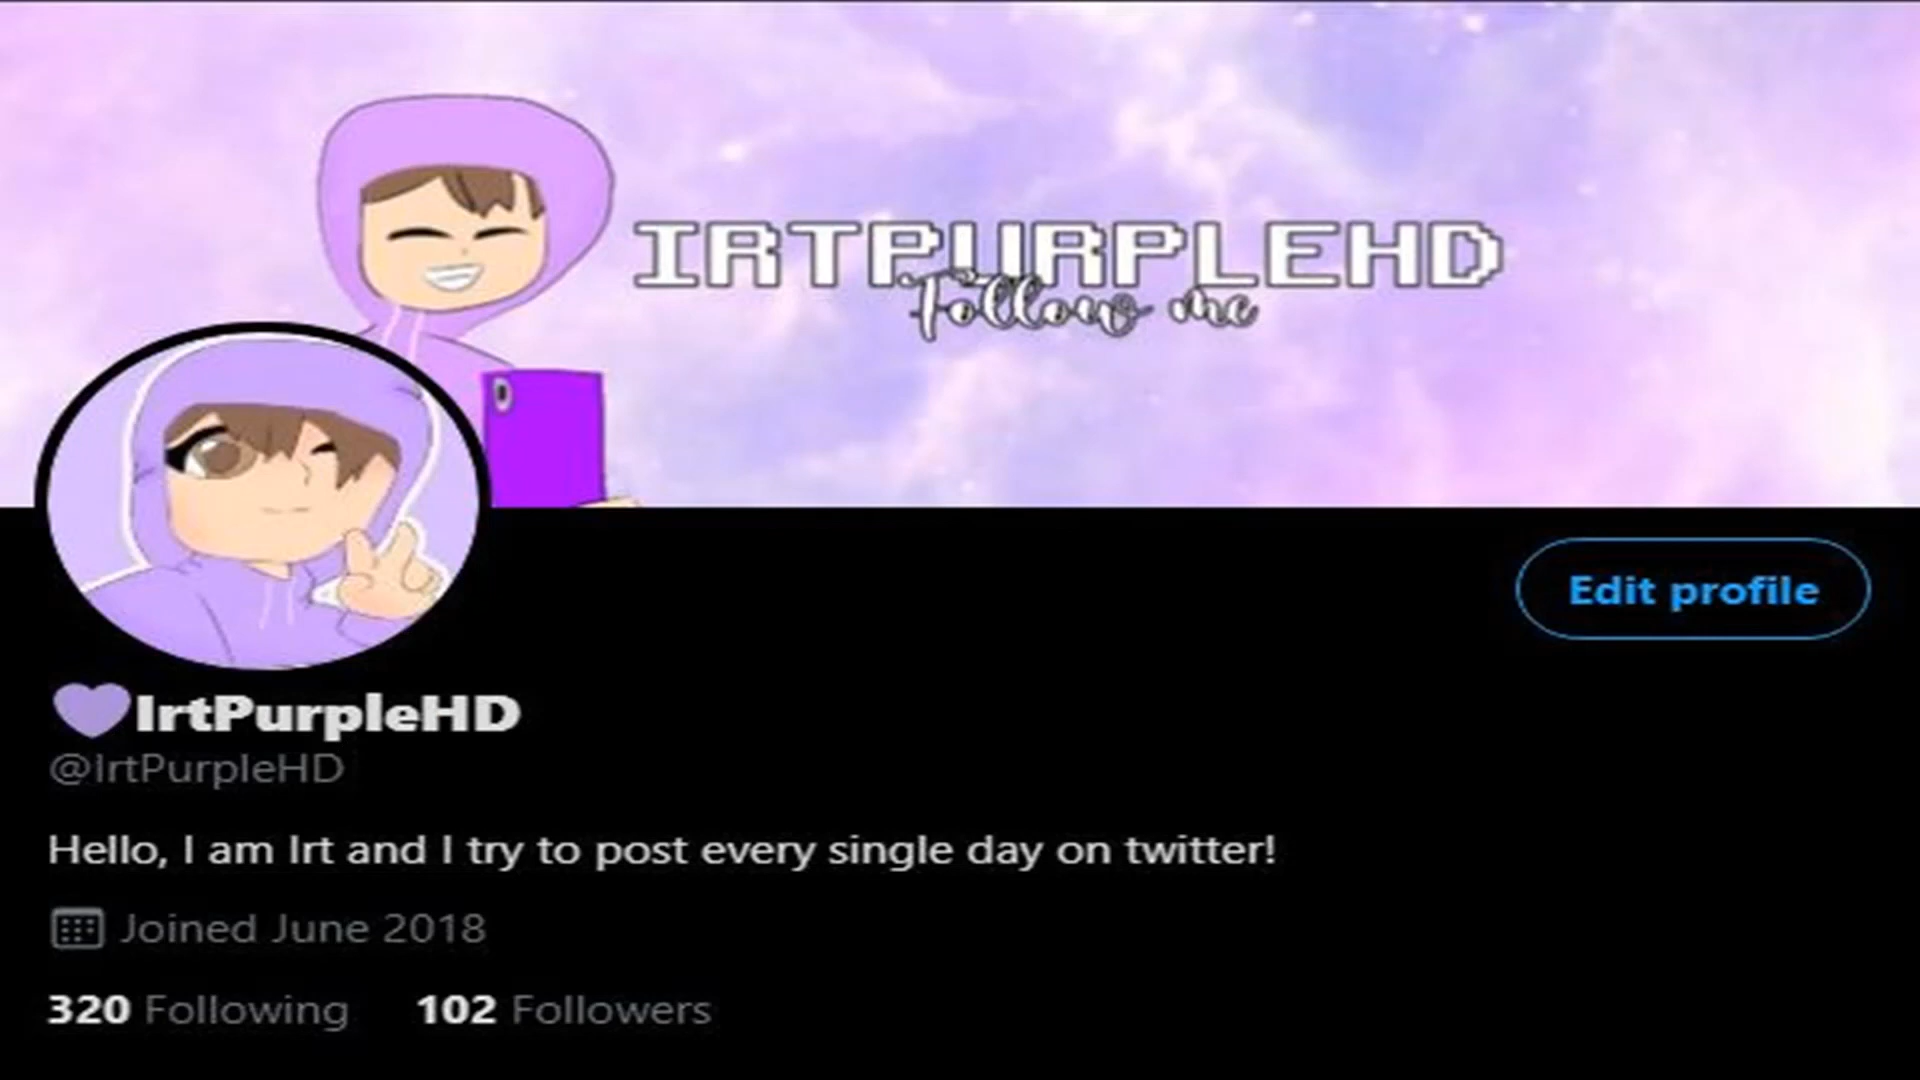 IRTPURPLEHD
Follow me
Edit profile
💜IrtPurpleHD
@IrtPurpleHD
Hello, I am Irt and I try to post every single day on twitter!
Joined June 2018
320 Following 102 Followers